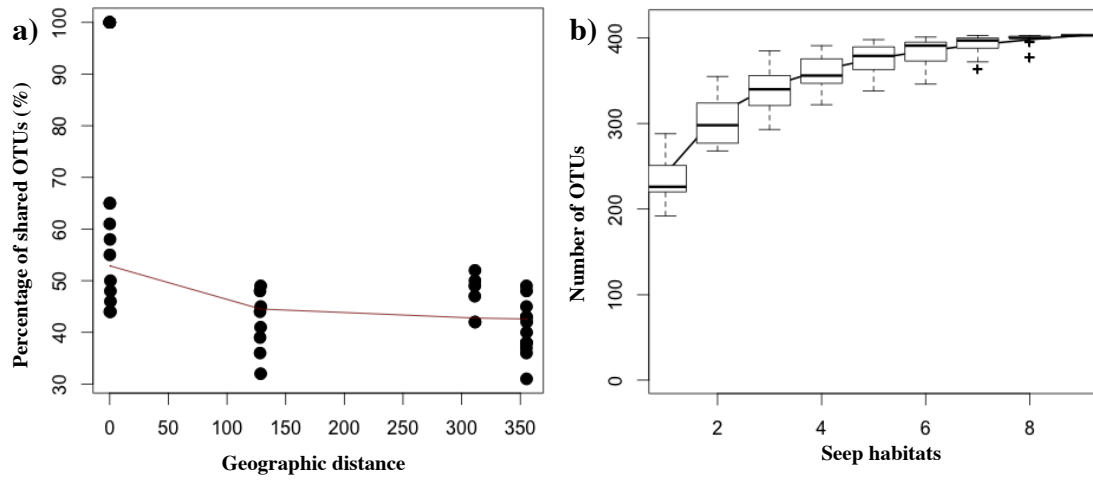 a)
Percentage of shared OTUs (%)
100
90
80
70
60
50
40
30
0 50 100 150 200 250 300 350
Geographic distance
b)
Number of OTUs
400
300
200
400
0
2 4 6 8
Seep habitats